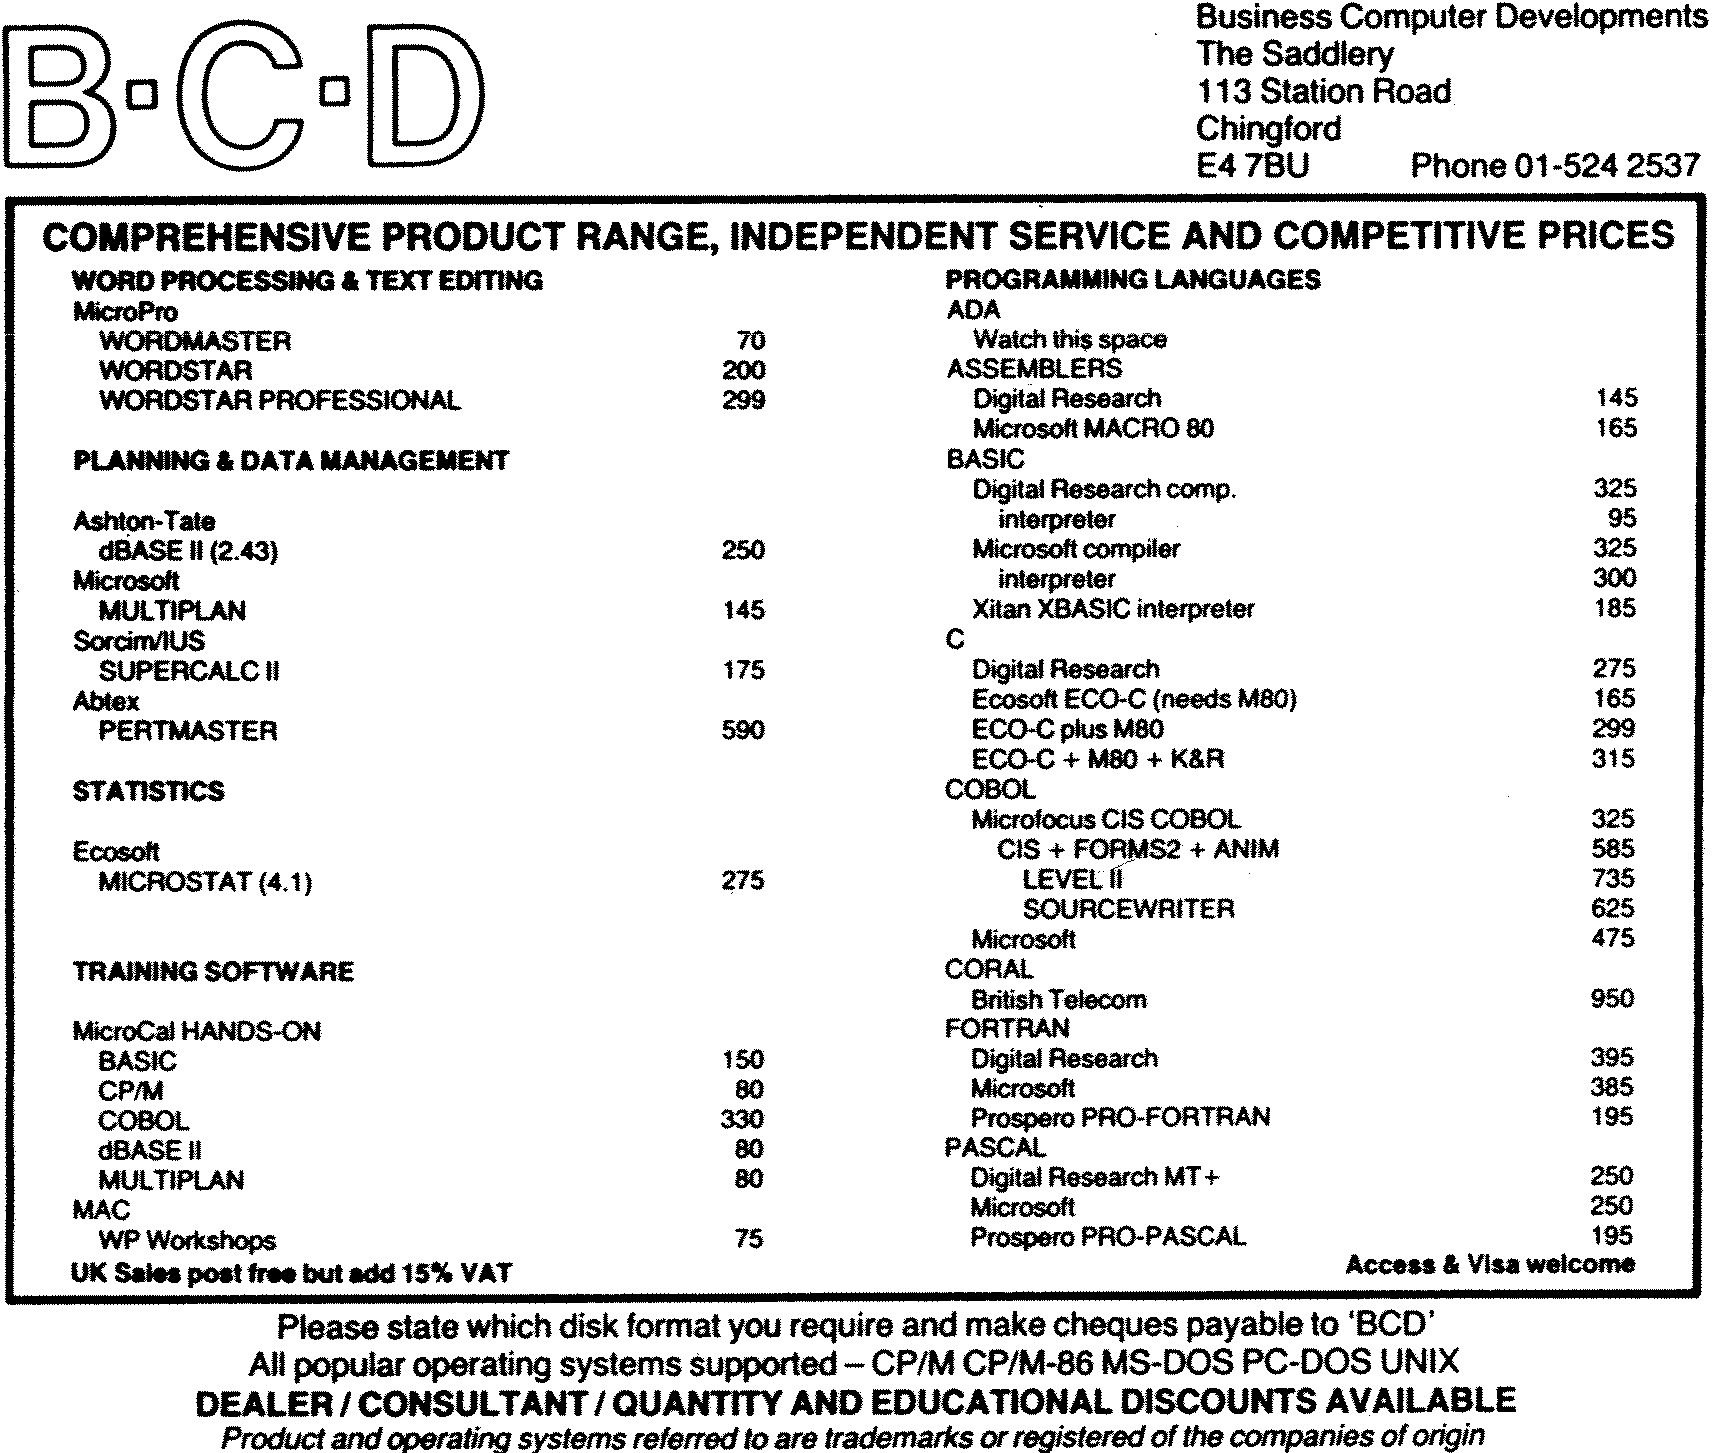 B·C·D
Business Computer Developments
The Saddlery
113 Station Road
Chingford
E4 7BU Phone 01-524 2537
COMPREHENSIVE PRODUCT RANGE, INDEPENDENT SERVICE AND COMPETITIVE PRICES
WORD PROCESSING & TEXT EDITING
MicroPro
WORDMASTER 70
WORDSTAR 200
WORDSTAR PROFESSIONAL 299
PLANNING & DATA MANAGEMENT
Ashton-Tate
dBASE II (2.43) 250
Microsoft
MULTIPLAN 145
Sorcim/IUS
SUPERCALC II 175
Abtex
PERTMASTER 590
STATISTICS
Ecosoft
MICROSTAT (4.1) 275
TRAINING SOFTWARE
MicroCal HANDS-ON
BASIC 150
CP/M 80
COBOL 330
dBASE II 80
MULTIPLAN 80
MAC
WP Workshops 75
UK Sales post free but add 15% VAT
PROGRAMMING LANGUAGES
ADA
Watch this space
ASSEMBLERS
Digital Research 145
Microsoft MACRO 80 165
BASIC
Digital Research comp. 325
interpreter 95
Microsoft compiler 325
interpreter 300
Xitan XBASIC interpreter 185
C
Digital Research 275
Ecosoft ECO-C (needs M80) 165
ECO-C plus M80 299
ECO-C + M80 + K&R 315
COBOL
Microfocus CIS COBOL 325
CIS + FORMS2 + ANIM 585
LEVEL II 735
SOURCEWRITER 625
Microsoft 475
CORAL
British Telecom 950
FORTRAN
Digital Research 395
Microsoft 385
Prospero PRO-FORTRAN 195
PASCAL
Digital Research MT+ 250
Microsoft 250
Prospero PRO-PASCAL 195
Access & Visa welcome
Please state which disk format you require and make cheques payable to 'BCD'
All popular operating systems supported – CP/M CP/M-86 MS-DOS PC-DOS UNIX
DEALER / CONSULTANT / QUANTITY AND EDUCATIONAL DISCOUNTS AVAILABLE
Product and operating systems referred to are trademarks or registered of the companies of origin